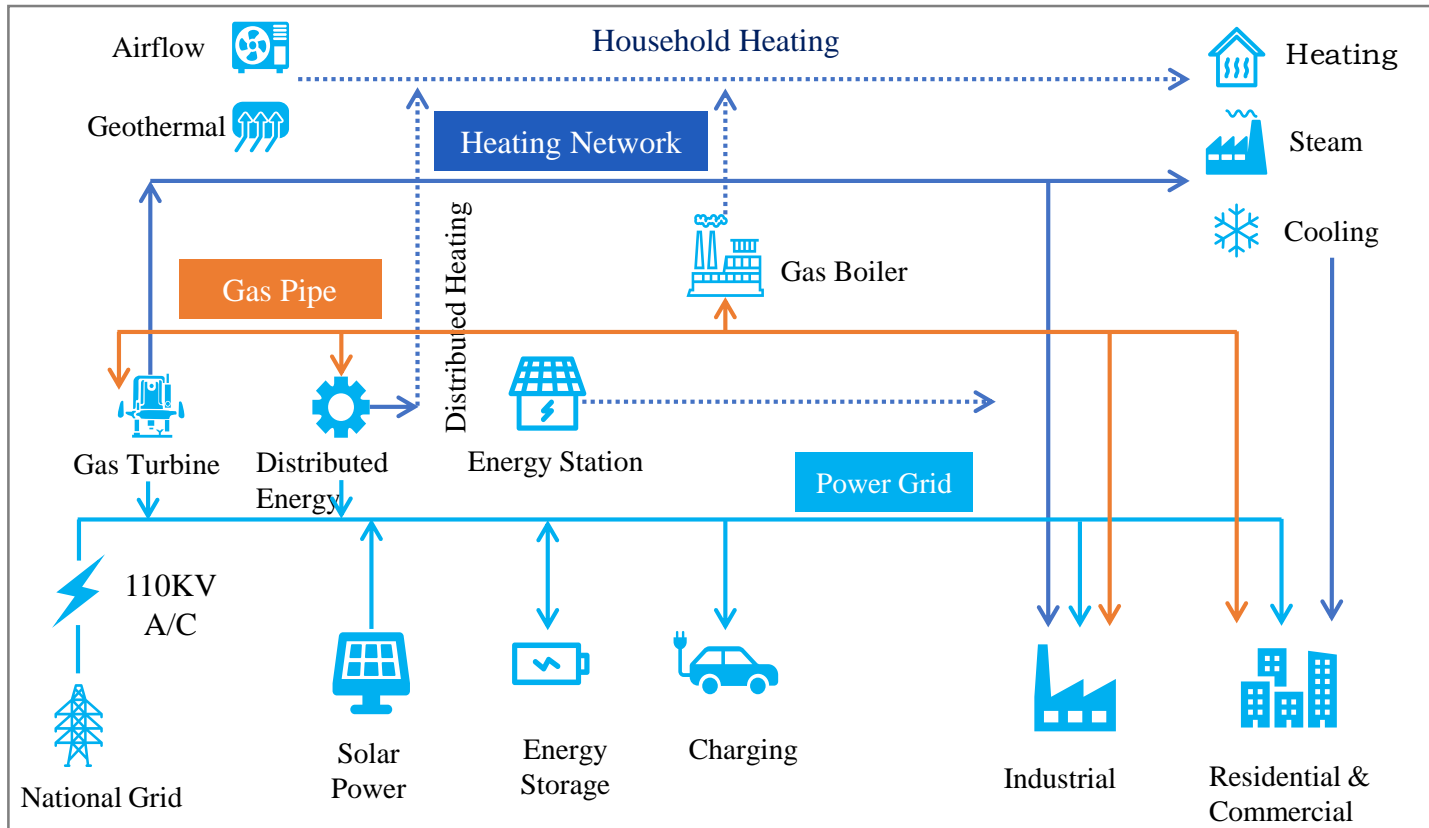 Airflow
Household Heating
Heating
Geothermal
Heating Network
Steam
Cooling
Gas Boiler
Gas Pipe
Distributed Heating
Gas Turbine
Distributed
Energy
Energy Station
Power Grid
110KV
A/C
National Grid
Solar
Power
Energy
Storage
Charging
Industrial
Residential &
Commercial